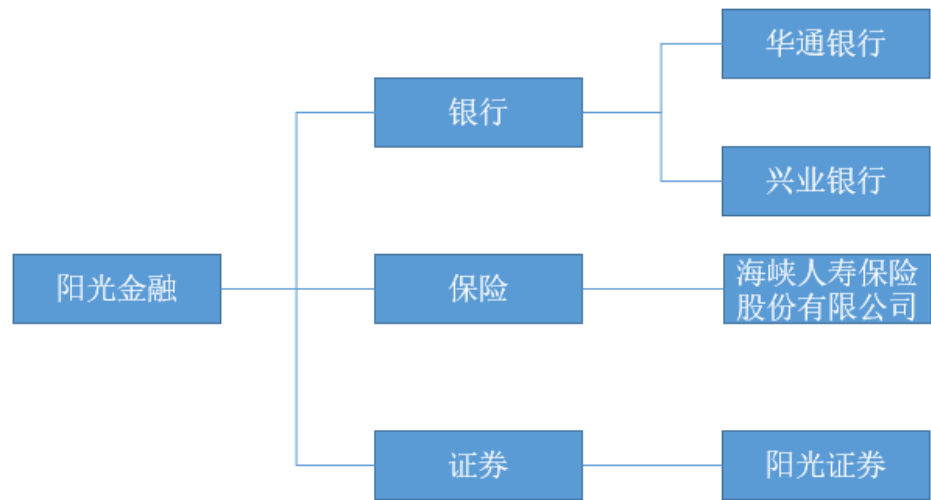 华通银行
银行
兴业银行
阳光金融
保险
海峡人寿保险
股份有限公司
证券
阳光证券